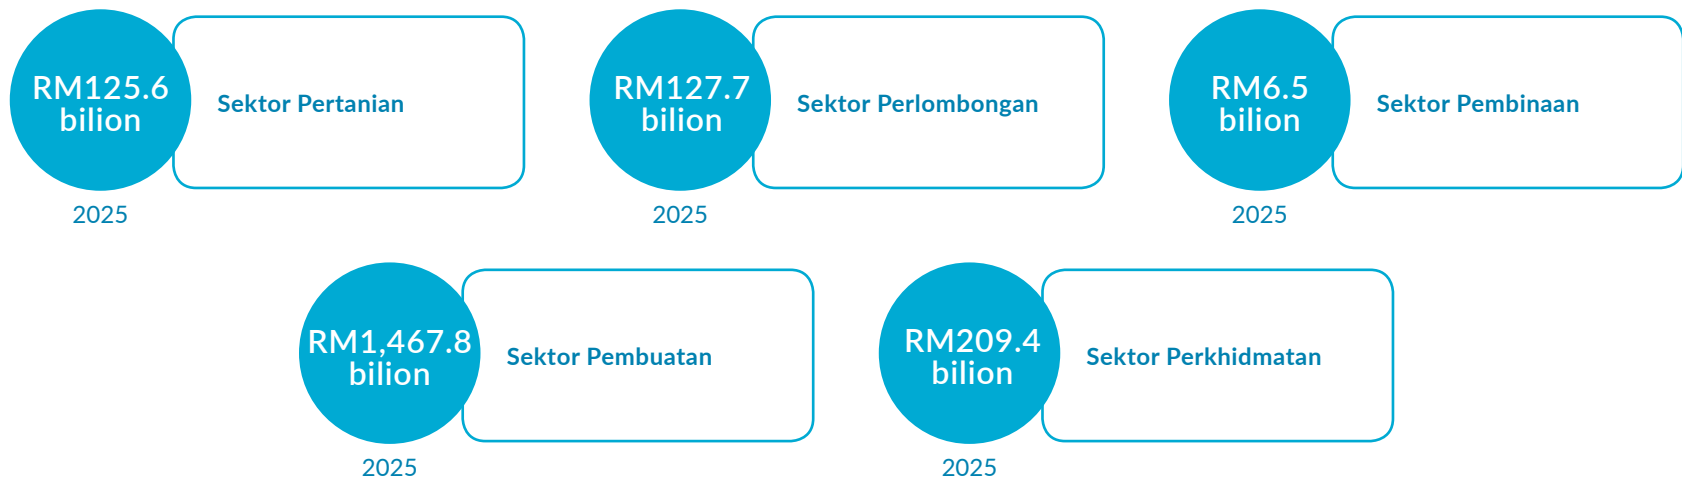 RM125.6
bilion
Sektor Pertanian
2025
RM127.7
bilion
Sektor Perlombongan
2025
RM6.5
bilion
Sektor Pembinaan
2025
RM1,467.8
bilion
Sektor Pembuatan
2025
RM209.4
bilion
Sektor Perkhidmatan
2025